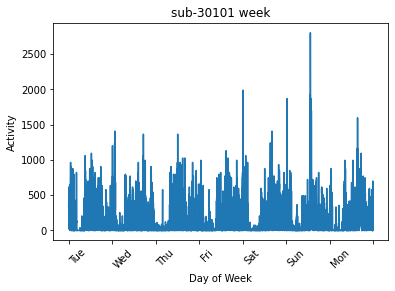 sub-30101 week
Activity
2500
2000
1500
1000
500
0
Tue
Wed
Thu
Fri
Sat
Sun
Mon
Day of Week